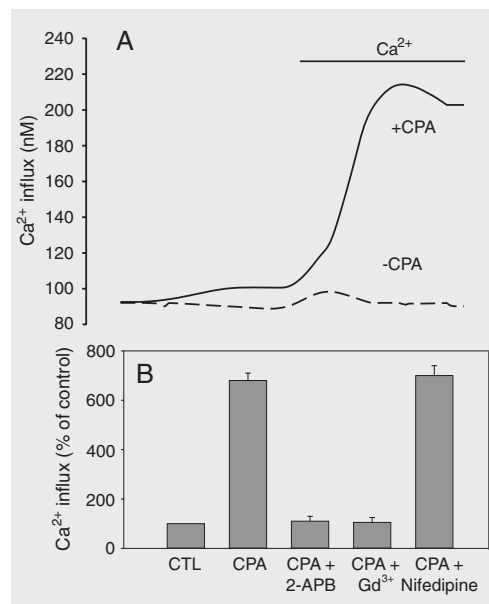 A
Ca²⁺
240
220
200
180
160
140
120
100
80
Ca²⁺ influx (nM)
+CPA
-CPA
B
800
600
400
200
0
Ca²⁺ influx (% of control)
CTL
CPA
CPA +
2-APB
CPA +
Gd³⁺
CPA +
Nifedipine